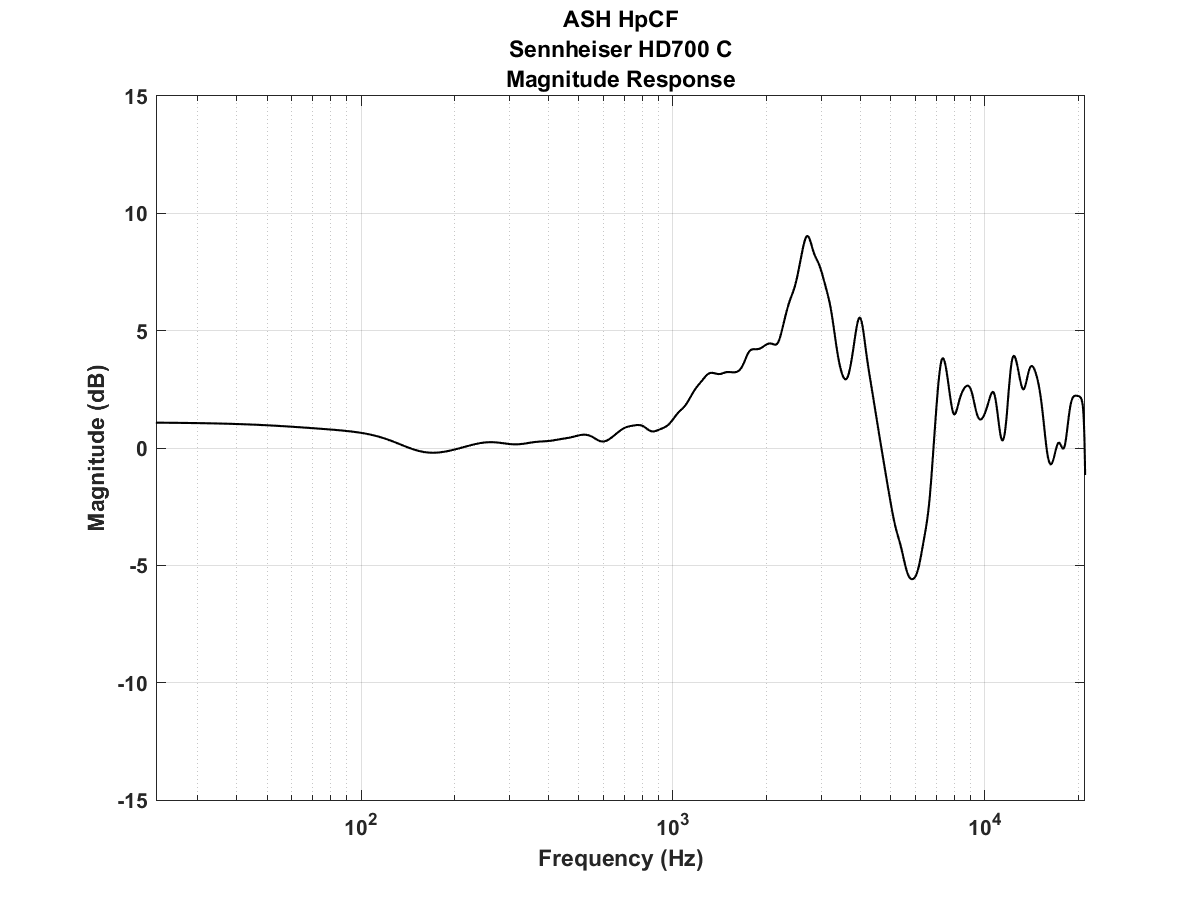 ASH HpCF
Sennheiser HD700 C
Magnitude Response
15
10
5
0
-5
-10
-15
Magnitude (dB)
10²
10³
10⁴
Frequency (Hz)